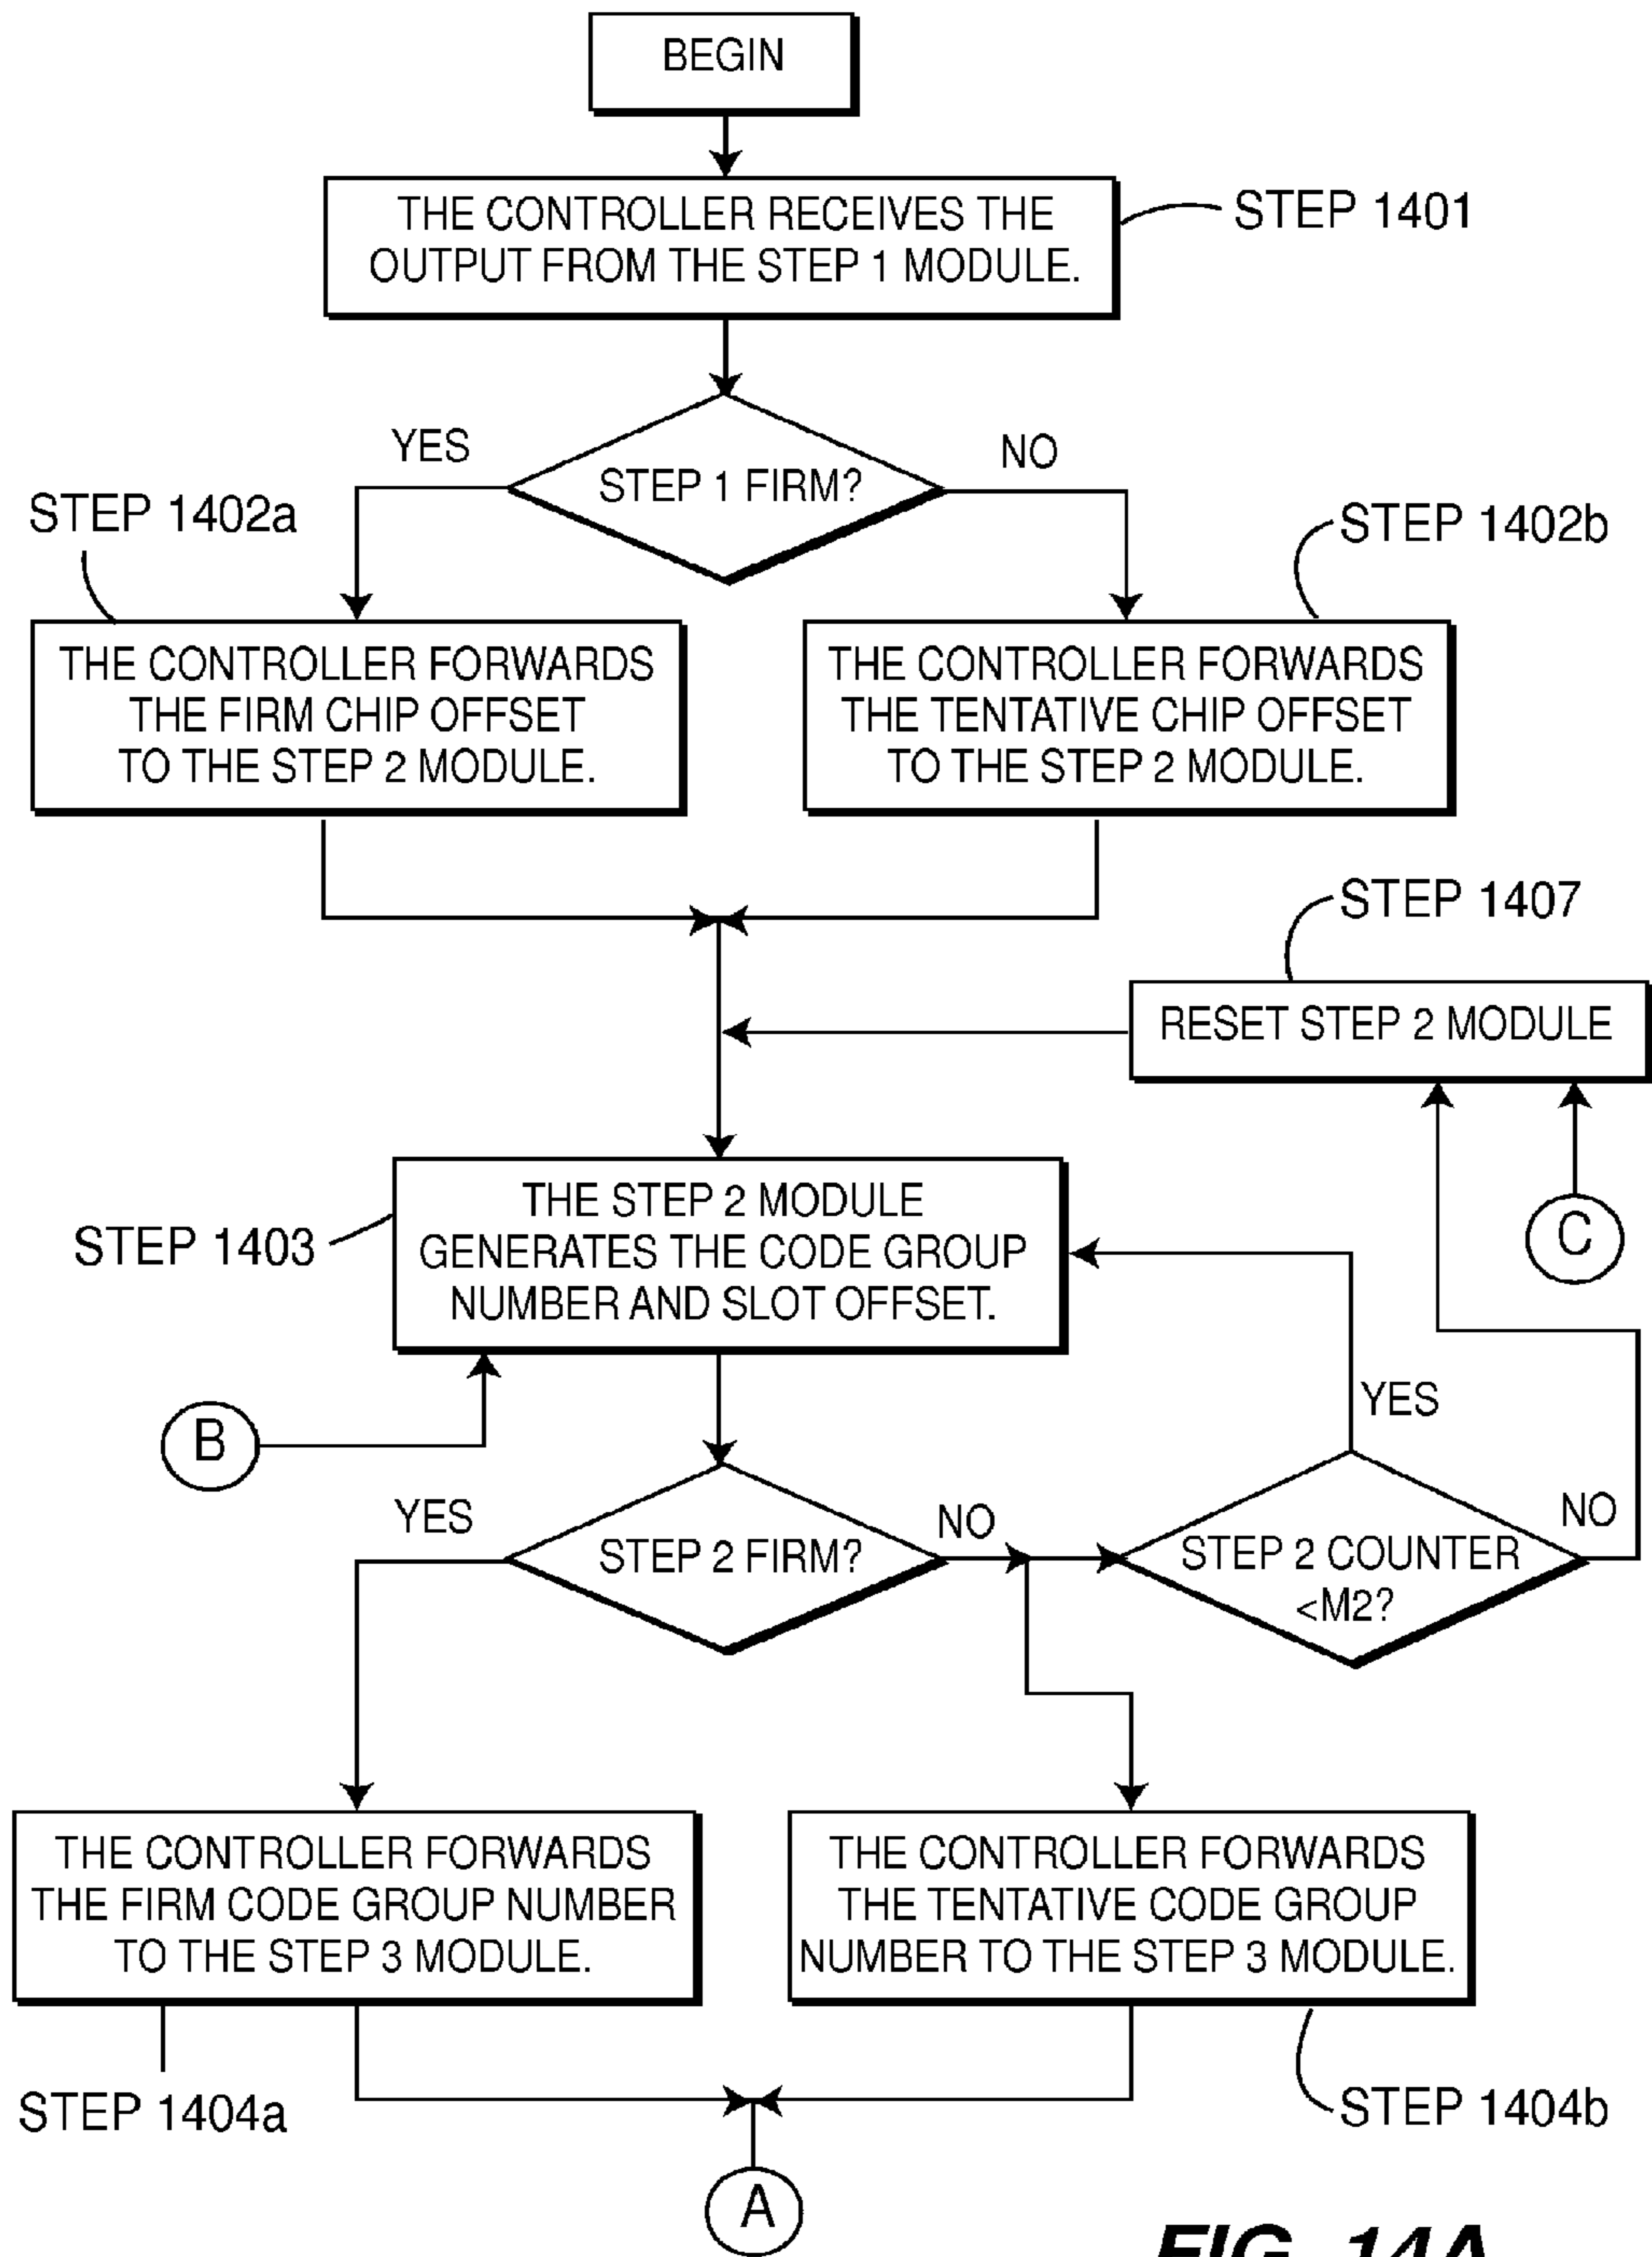 BEGIN
THE CONTROLLER RECEIVES THE
OUTPUT FROM THE STEP 1 MODULE.
STEP 1401
YES
STEP 1 FIRM?
NO
STEP 1402a
STEP 1402b
THE CONTROLLER FORWARDS
THE FIRM CHIP OFFSET
TO THE STEP 2 MODULE.
THE CONTROLLER FORWARDS
THE TENTATIVE CHIP OFFSET
TO THE STEP 2 MODULE.
STEP 1407
RESET STEP 2 MODULE
C
STEP 1403
THE STEP 2 MODULE
GENERATES THE CODE GROUP
NUMBER AND SLOT OFFSET.
B
YES
YES
STEP 2 FIRM?
NO
STEP 2 COUNTER
<M2?
NO
THE CONTROLLER FORWARDS
THE FIRM CODE GROUP NUMBER
TO THE STEP 3 MODULE.
THE CONTROLLER FORWARDS
THE TENTATIVE CODE GROUP
NUMBER TO THE STEP 3 MODULE.
STEP 1404a
STEP 1404b
A
FIG. 14A